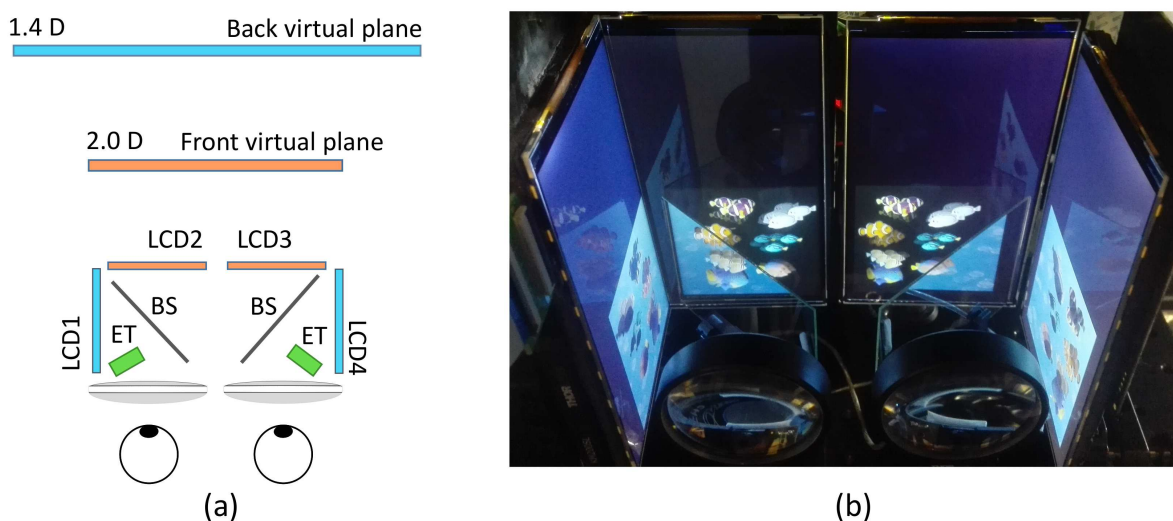 1.4 D Back virtual plane
2.0 D Front virtual plane
LCD2 LCD3
LCD1 BS BS LCD4
ET ET
(a) (b)